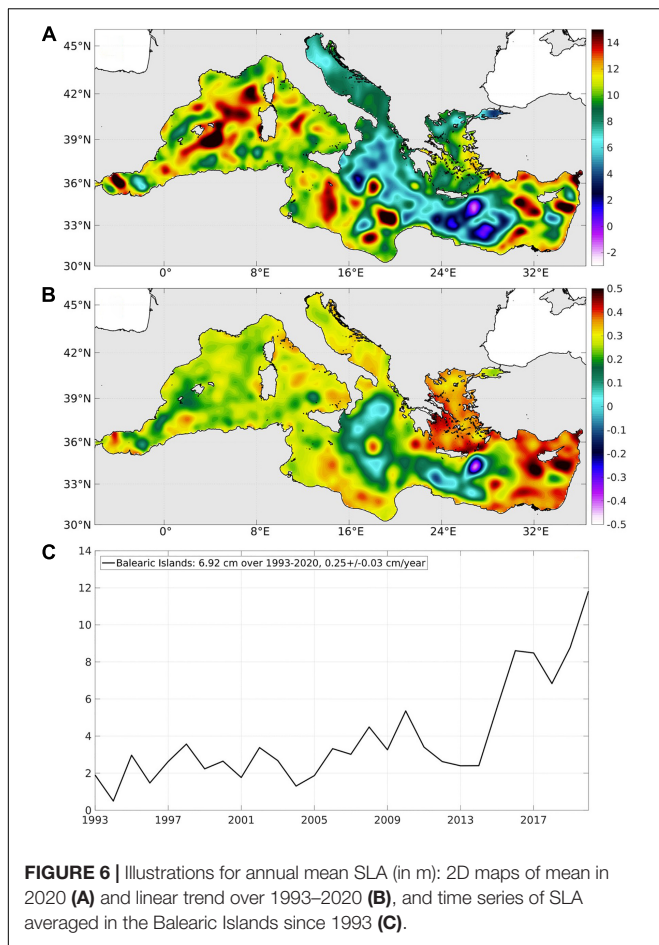 A
45°N
42°N
39°N
36°N
33°N
30°N
0°
8°E
16°E
24°E
32°E
14
12
10
8
6
4
2
0
-2
B
45°N
42°N
39°N
36°N
33°N
30°N
0°
8°E
16°E
24°E
32°E
0.5
0.4
0.3
0.2
0.1
0
-0.1
-0.2
-0.3
-0.4
-0.5
C
14
12
10
8
6
4
2
0
Balearic Islands: 6.92 cm over 1993-2020, 0.25+/-0.03 cm/year
1993 1997 2001 2005 2009 2013 2017
FIGURE 6 | Illustrations for annual mean SLA (in m): 2D maps of mean in
2020 (A) and linear trend over 1993–2020 (B), and time series of SLA
averaged in the Balearic Islands since 1993 (C).